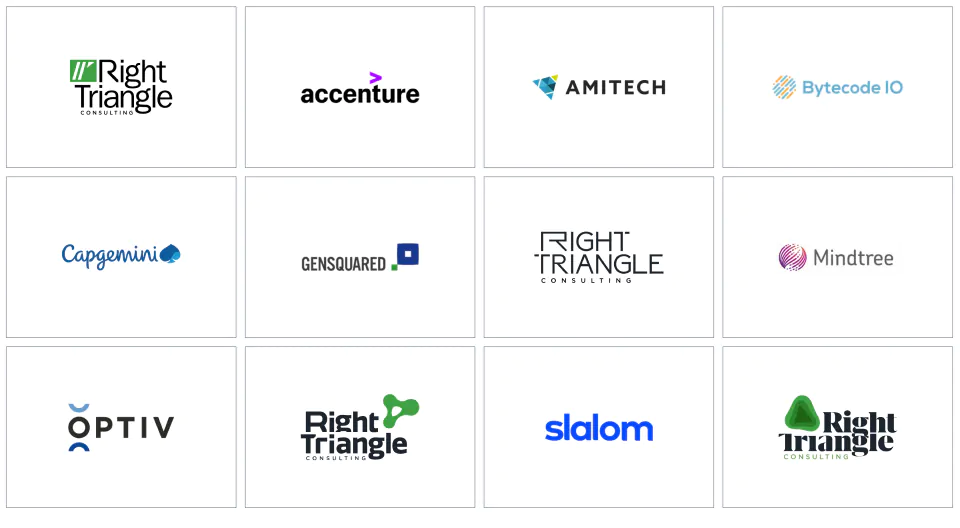 Right
Triangle
CONSULTING
accenture
AMITECH
Bytecode IO
Capgemini
GENSQUARED
RIGHT
TRIANGLE
CONSULTING
Mindtree
OPTIV
Right
Triangle
CONSULTING
slalom
Right
Triangle
CONSULTING